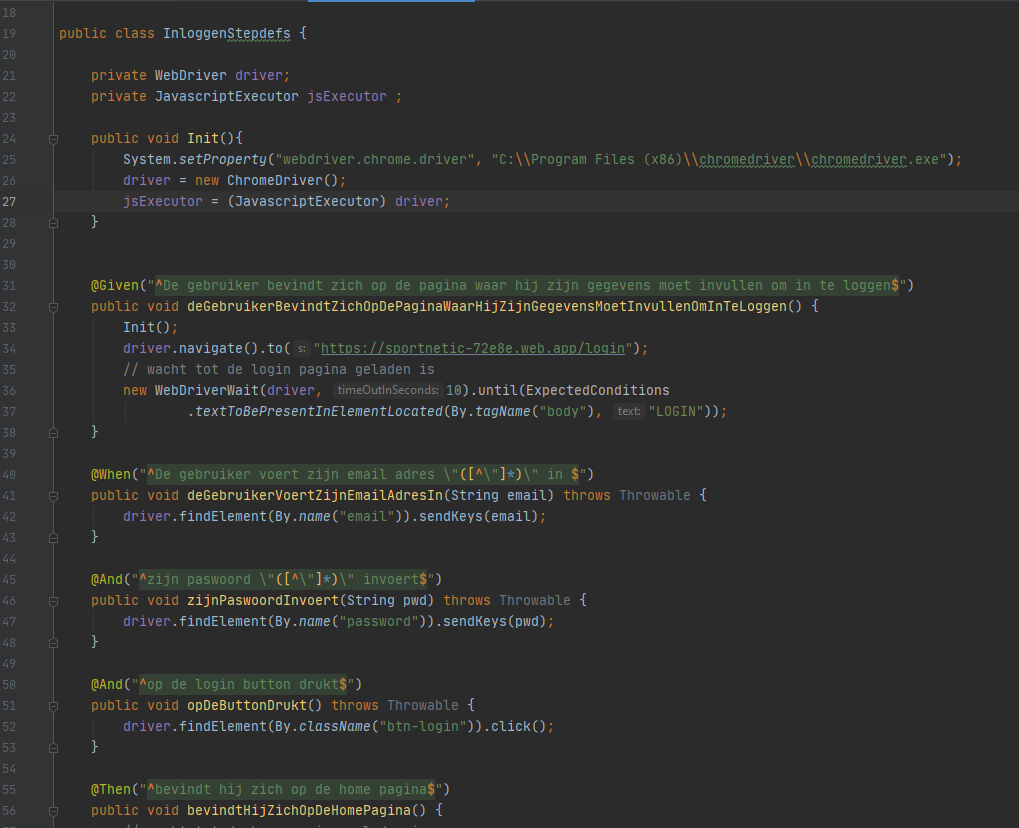 18
19 public class InloggenStepdefs {
20
21 private WebDriver driver;
22 private JavascriptExecutor jsExecutor ;
23
24 public void Init(){
25 System.setProperty("webdriver.chrome.driver", "C:\\Program Files (x86)\\chromedriver\\chromedriver.exe");
26 driver = new ChromeDriver();
27 jsExecutor = (JavascriptExecutor) driver;
28 }
29
30
31 @Given("^De gebruiker bevindt zich op de pagina waar hij zijn gegevens moet invullen om in te loggen$")
32 public void deGebruikerBevindtZichOpDePaginaWaarHijZijnGegevensMoetInvullenOmInTeLoggen() {
33 Init();
34 driver.navigate().to( s: "https://sportnetic-72e8e.web.app/login");
35 // wacht tot de login pagina geladen is
36 new WebDriverWait(driver, timeOutInSeconds: 10).until(ExpectedConditions
37 .textToBePresentInElementLocated(By.tagName("body"), text: "LOGIN"));
38 }
39
40 @When("^De gebruiker voert zijn email adres \"([^\"]*)\" in $")
41 public void deGebruikerVoertZijnEmailAdresIn(String email) throws Throwable {
42 driver.findElement(By.name("email")).sendKeys(email);
43 }
44
45 @And("^zijn paswoord \"([^\"]*)\" invoert$")
46 public void zijnPaswoordInvoert(String pwd) throws Throwable {
47 driver.findElement(By.name("password")).sendKeys(pwd);
48 }
49
50 @And("^op de login button drukt$")
51 public void opDeButtonDrukt() throws Throwable {
52 driver.findElement(By.className("btn-login")).click();
53 }
54
55 @Then("^bevindt hij zich op de home pagina$")
56 public void bevindtHijZichOpDeHomePagina() {